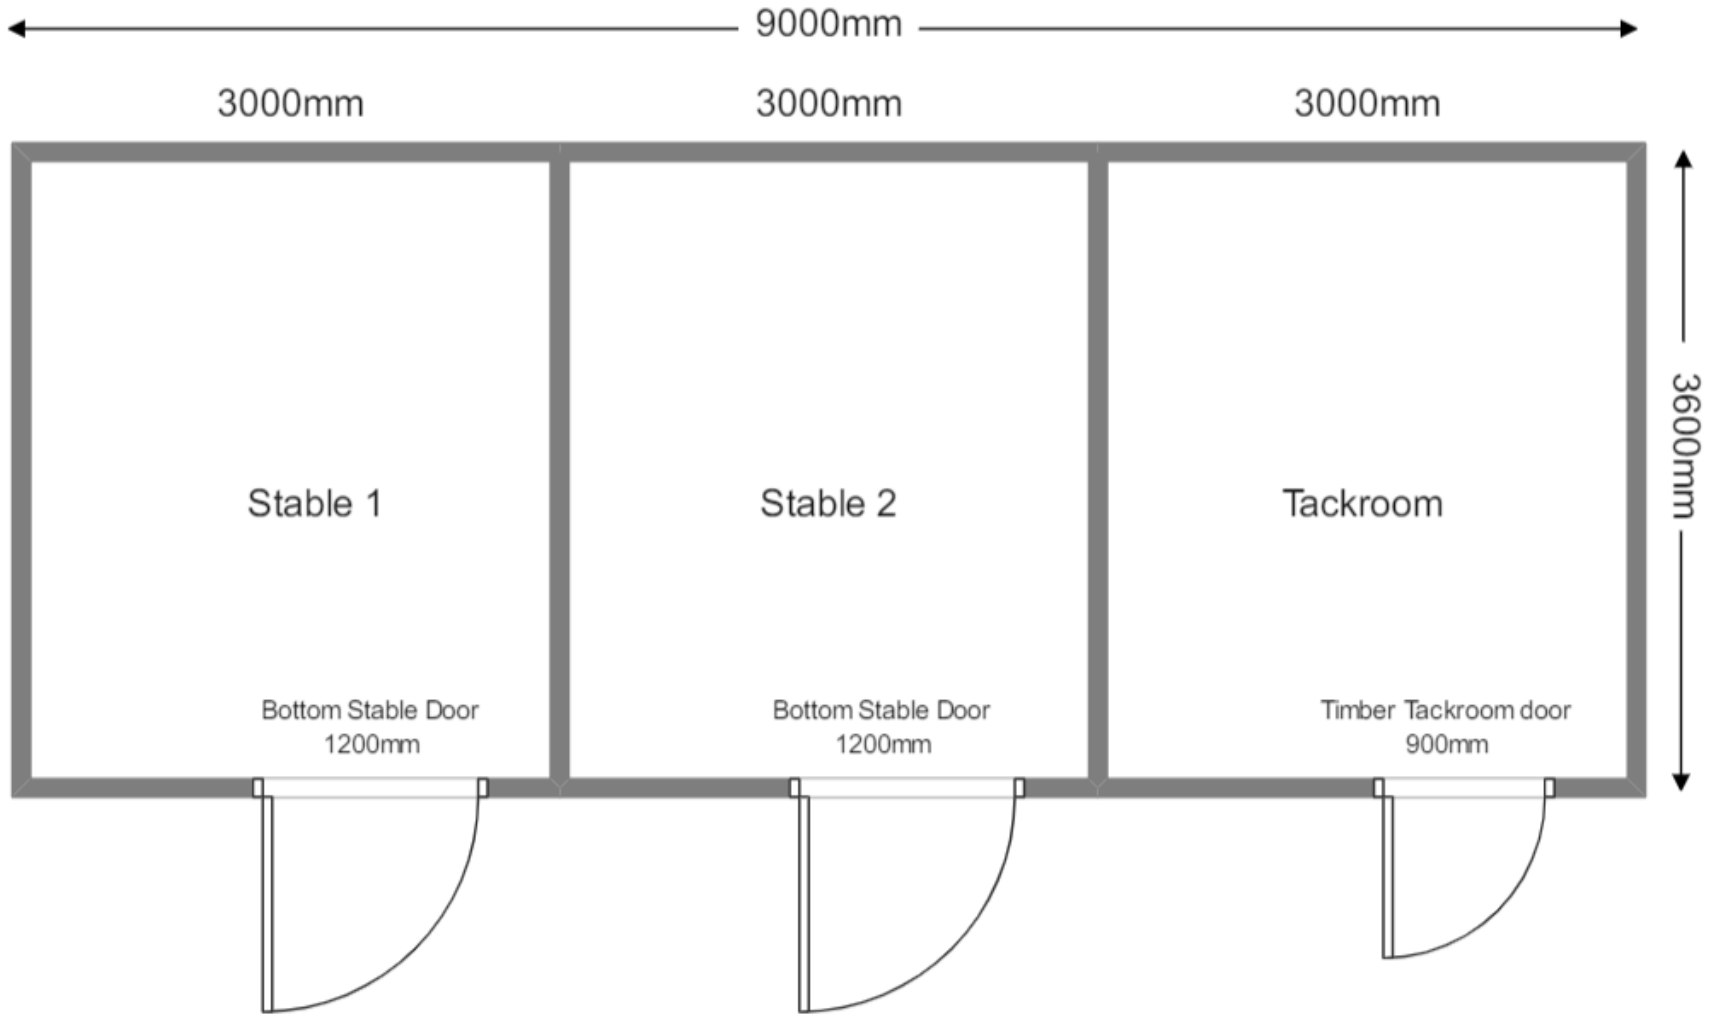 9000mm
3000mm
3000mm
3000mm
3600mm
Stable 1
Stable 2
Tackroom
Bottom Stable Door
1200mm
Bottom Stable Door
1200mm
Timber Tackroom door
900mm